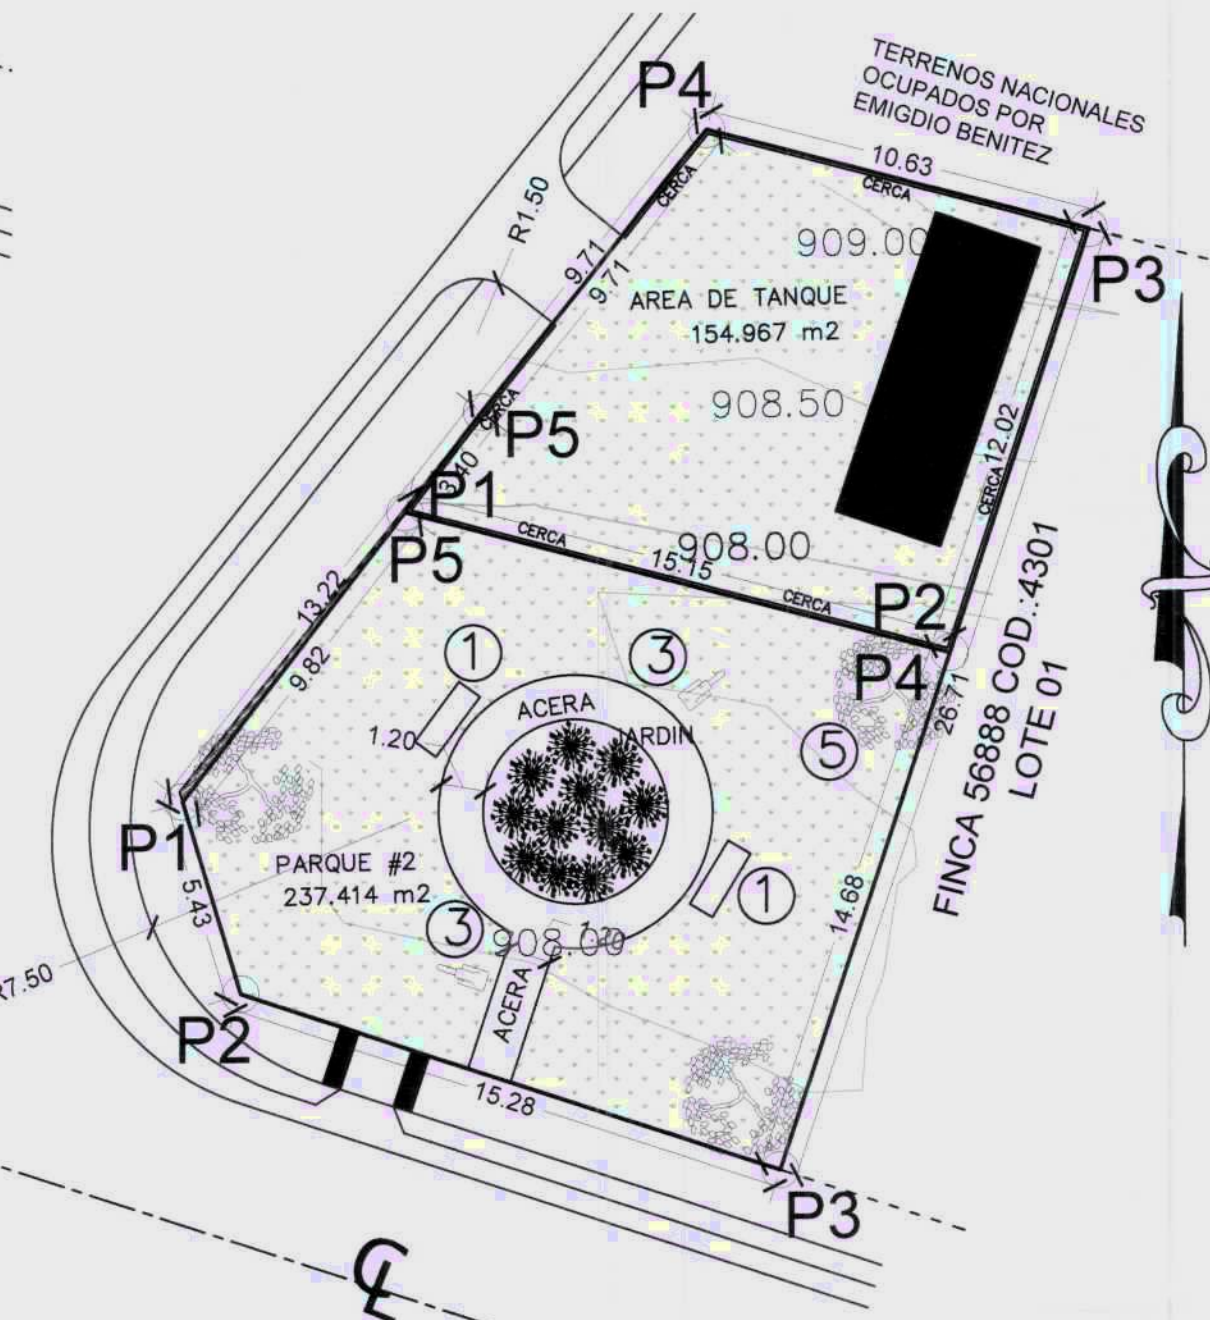 P4
TERRENOS NACIONALES
OCUPADOS POR
EMIGDIO BENITEZ
10.63
CERCA
CERCA
R1.50
909.00
P3
9.71
9.71
AREA DE TANQUE
154.967 m2
908.50
CERCA
P5
12.02
CERCA
3.40
P1
CERCA
908.00
15.15
P5
CERCA
P2
P4
13.22
9.82
1
3
26.71
FINCA 56888 COD.:4301
LOTE 01
ACERA
JARDIN
1.20
5
P1
PARQUE #2
237.414 m2
5.43
1
14.68
3
908.00
1.20
R7.50
ACERA
P2
15.28
P3
CL